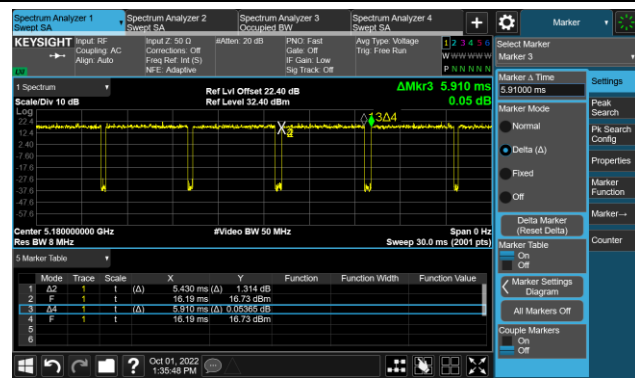 Spectrum Analyzer 1
Swept SA
Spectrum Analyzer 2
Swept SA
Spectrum Analyzer 3
Occupied BW
Spectrum Analyzer 4
Swept SA
Marker
KEYSIGHT
Input: RF
Coupling: AC
Align: Auto
Input Z: 50 Ω
Corrections: Off
Freq Ref: Int (S)
NFE: Adaptive
#Atten: 20 dB
PNO: Fast
Gate: Off
IF Gain: Low
Sig Track: Off
Avg Type: Voltage
Trig: Free Run
1 2 3 4 5 6
W W W W W W
P N N N N N
Select Marker
Marker 3
1 Spectrum
Scale/Div 10 dB
Ref Lvl Offset 22.40 dB
Ref Level 32.40 dBm
ΔMkr3 5.910 ms
0.05 dB
Log
22.4
12.4
2.40
-7.60
-17.6
-27.6
-37.6
-47.6
-57.6
3Δ4
Center 5.180000000 GHz
Res BW 8 MHz
#Video BW 50 MHz
Span 0 Hz
Sweep 30.0 ms (2001 pts)
5 Marker Table
Mode Trace Scale X Y Function Function Width Function Value
1 Δ2 1 t (Δ) 5.430 ms (Δ) 1.314 dB
2 F 1 t 16.19 ms 16.73 dBm
3 Δ4 1 t (Δ) 5.910 ms (Δ) 0.05365 dB
4 F 1 t 16.19 ms 16.73 dBm
5
6
Marker Δ Time
5.91000 ms
Marker Mode
Normal
Delta (Δ)
Fixed
Off
Delta Marker
(Reset Delta)
Marker Table
On
Off
Marker Settings
Diagram
All Markers Off
Couple Markers
On
Off
Settings
Peak
Search
Pk Search
Config
Properties
Marker
Function
Marker→
Counter
?
Oct 01, 2022
1:35:48 PM